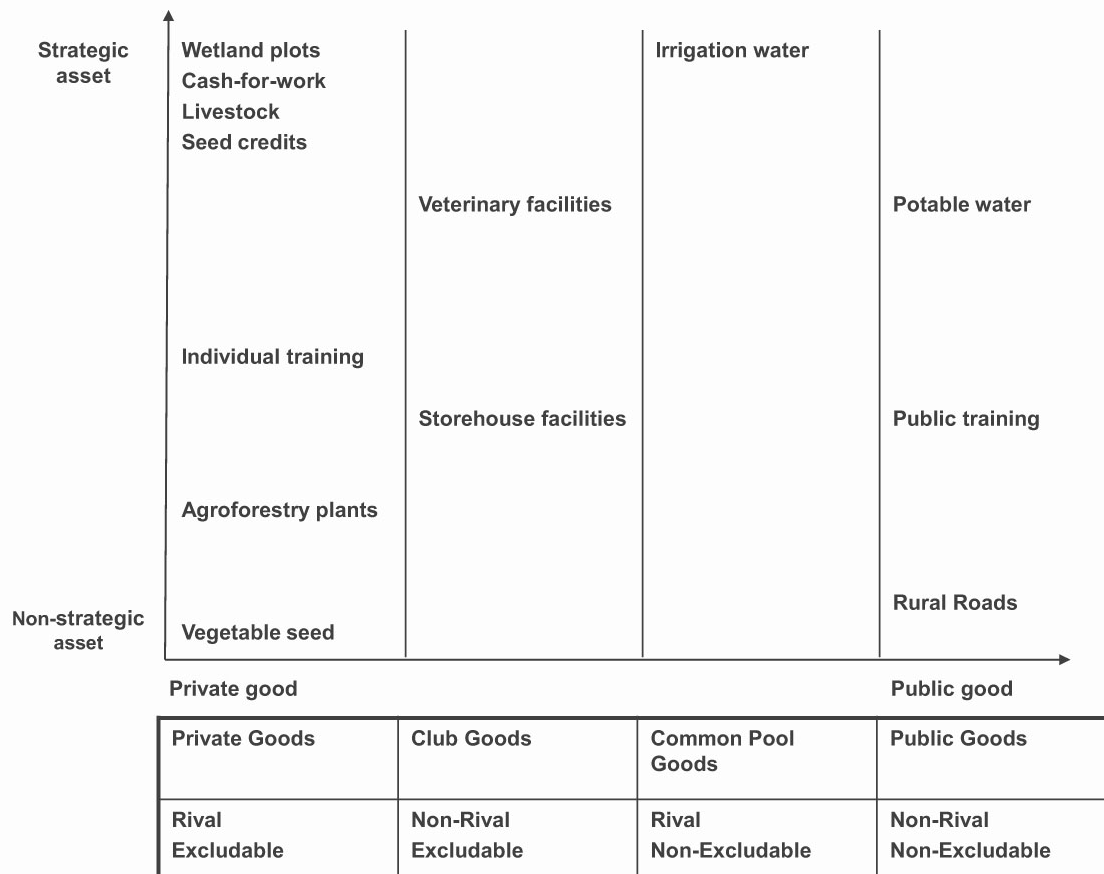 Strategic
asset
Wetland plots
Cash-for-work
Livestock
Seed credits
Irrigation water
Veterinary facilities
Potable water
Individual training
Storehouse facilities
Public training
Agroforestry plants
Rural Roads
Non-strategic
asset
Vegetable seed
Private good
Public good
Private Goods
Club Goods
Common Pool
Goods
Public Goods
Rival
Excludable
Non-Rival
Excludable
Rival
Non-Excludable
Non-Rival
Non-Excludable